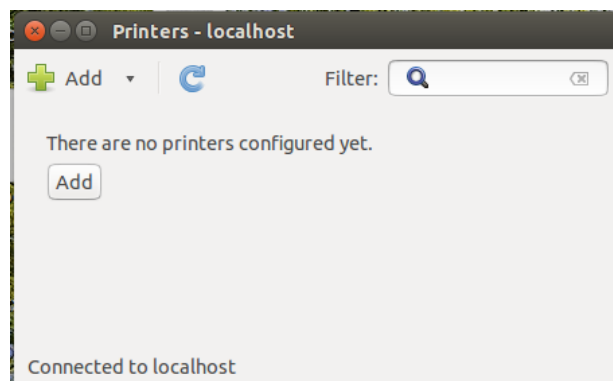 Printers - localhost
Add Filter:
There are no printers configured yet.
Add
Connected to localhost